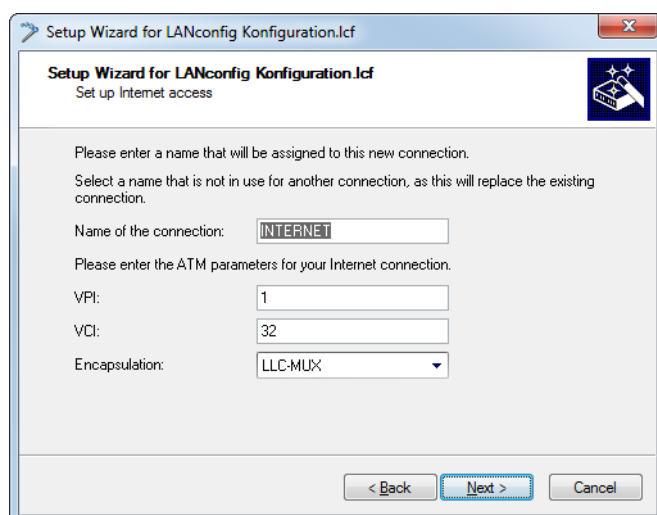 Setup Wizard for LANconfig Konfiguration.lcf
Setup Wizard for LANconfig Konfiguration.lcf
Set up Internet access
Please enter a name that will be assigned to this new connection.
Select a name that is not in use for another connection, as this will replace the existing
connection.
Name of the connection: INTERNET
Please enter the ATM parameters for your Internet connection.
VPI: 1
VCI: 32
Encapsulation: LLC-MUX
< Back Next > Cancel